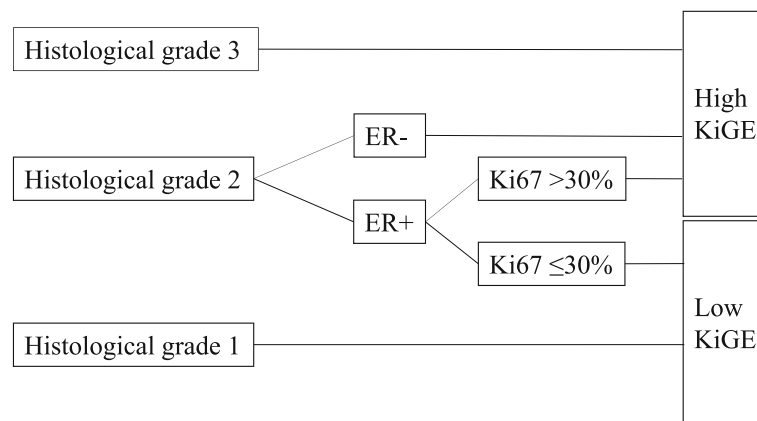 Histological grade 3
High
KiGE
ER-
Histological grade 2
Ki67 >30%
ER+
Ki67 ≤30%
Low
KiGE
Histological grade 1